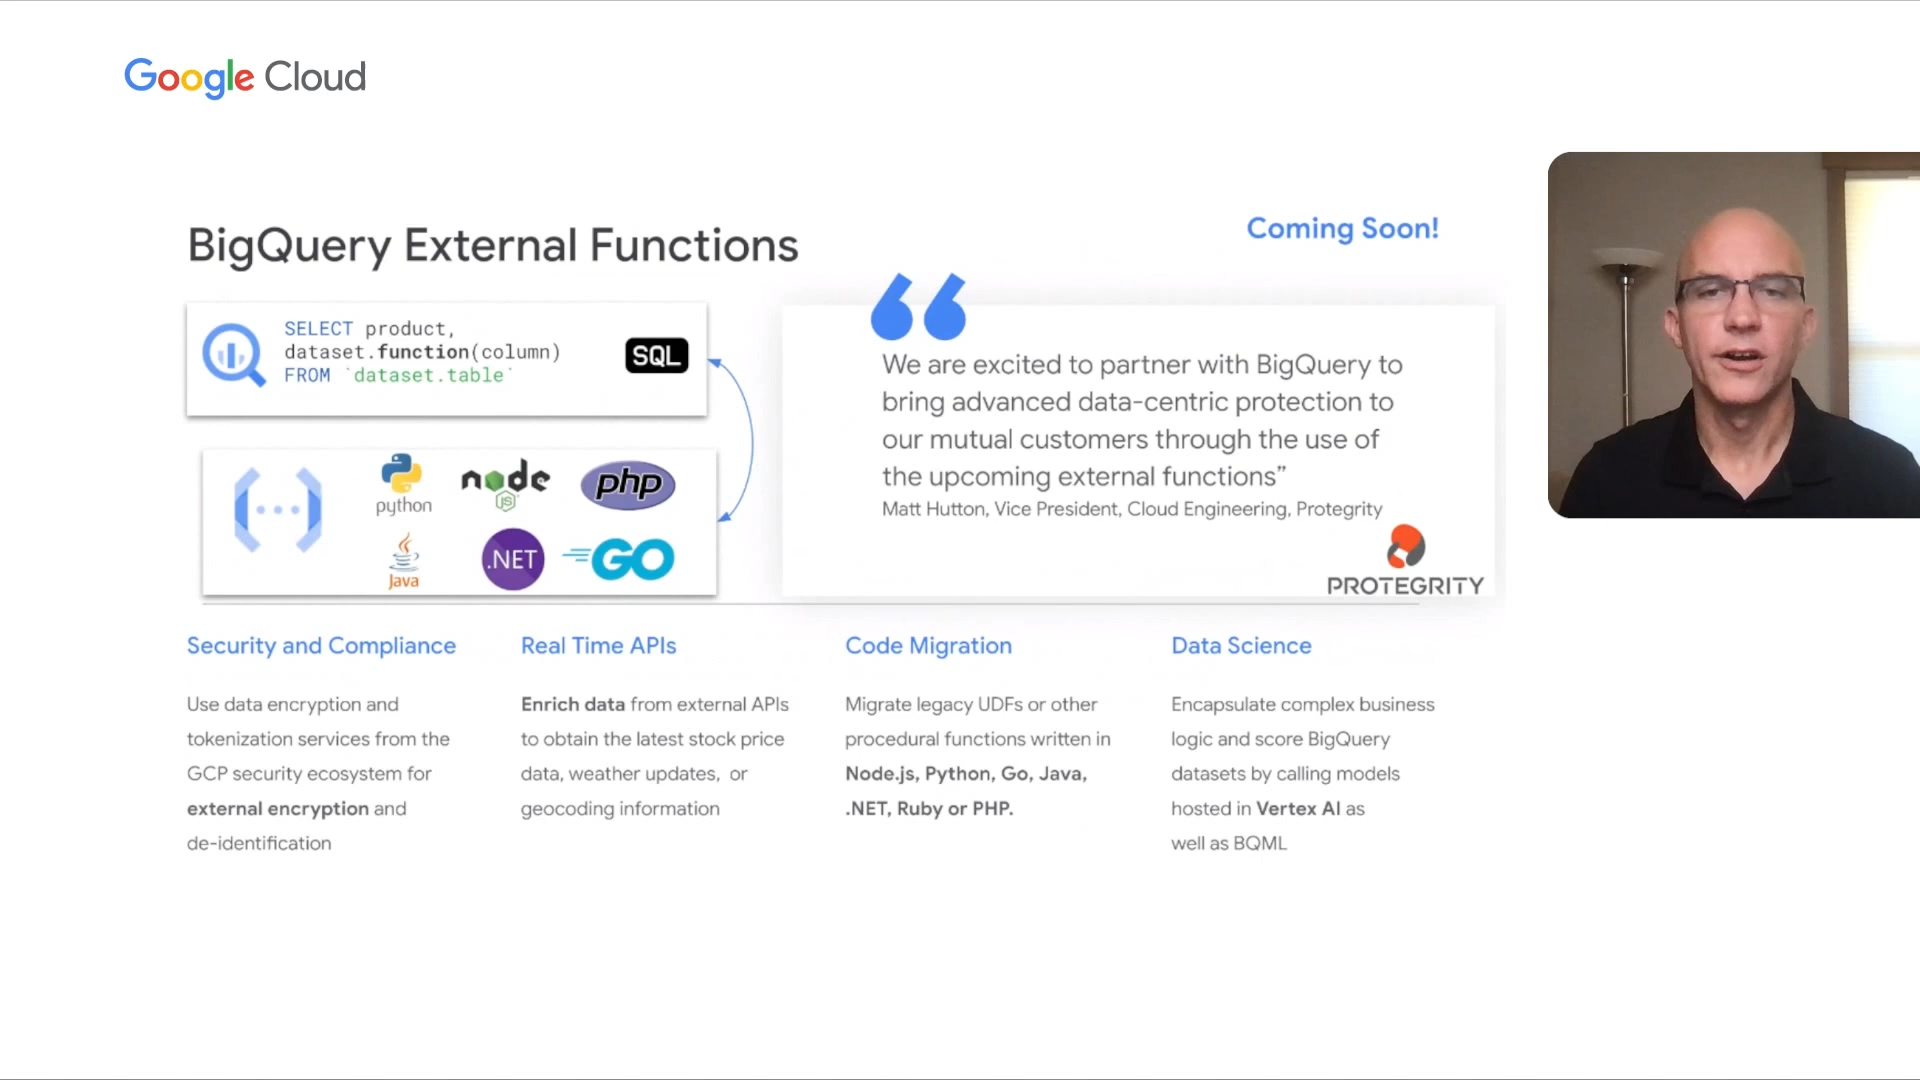 Google Cloud
BigQuery External Functions
Coming Soon!
SELECT product,
dataset.function(column)
FROM `dataset.table`
SQL
python
node
JS
php
Java
.NET
GO
“
We are excited to partner with BigQuery to
bring advanced data-centric protection to
our mutual customers through the use of
the upcoming external functions”
Matt Hutton, Vice President, Cloud Engineering, Protegrity
PROTEGRITY
Security and Compliance
Use data encryption and
tokenization services from the
GCP security ecosystem for
external encryption and
de-identification
Real Time APIs
Enrich data from external APIs
to obtain the latest stock price
data, weather updates, or
geocoding information
Code Migration
Migrate legacy UDFs or other
procedural functions written in
Node.js, Python, Go, Java,
.NET, Ruby or PHP.
Data Science
Encapsulate complex business
logic and score BigQuery
datasets by calling models
hosted in Vertex AI as
well as BQML